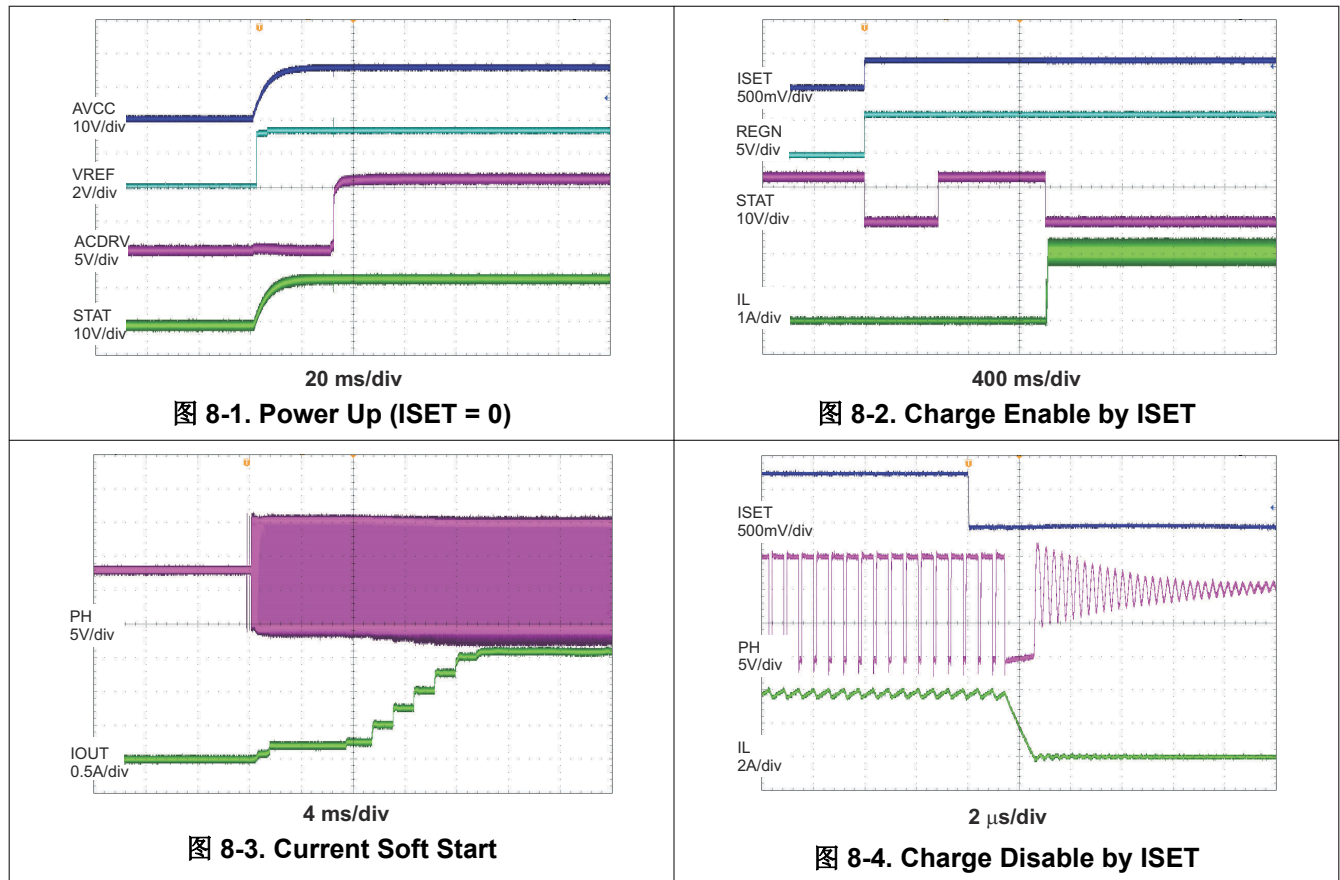 AVCC
10V/div
VREF
2V/div
ACDRV
5V/div
STAT
10V/div
20 ms/div
图 8-1. Power Up (ISET = 0)
ISET
500mV/div
REGN
5V/div
STAT
10V/div
IL
1A/div
400 ms/div
图 8-2. Charge Enable by ISET
PH
5V/div
IOUT
0.5A/div
4 ms/div
图 8-3. Current Soft Start
ISET
500mV/div
PH
5V/div
IL
2A/div
2 μs/div
图 8-4. Charge Disable by ISET